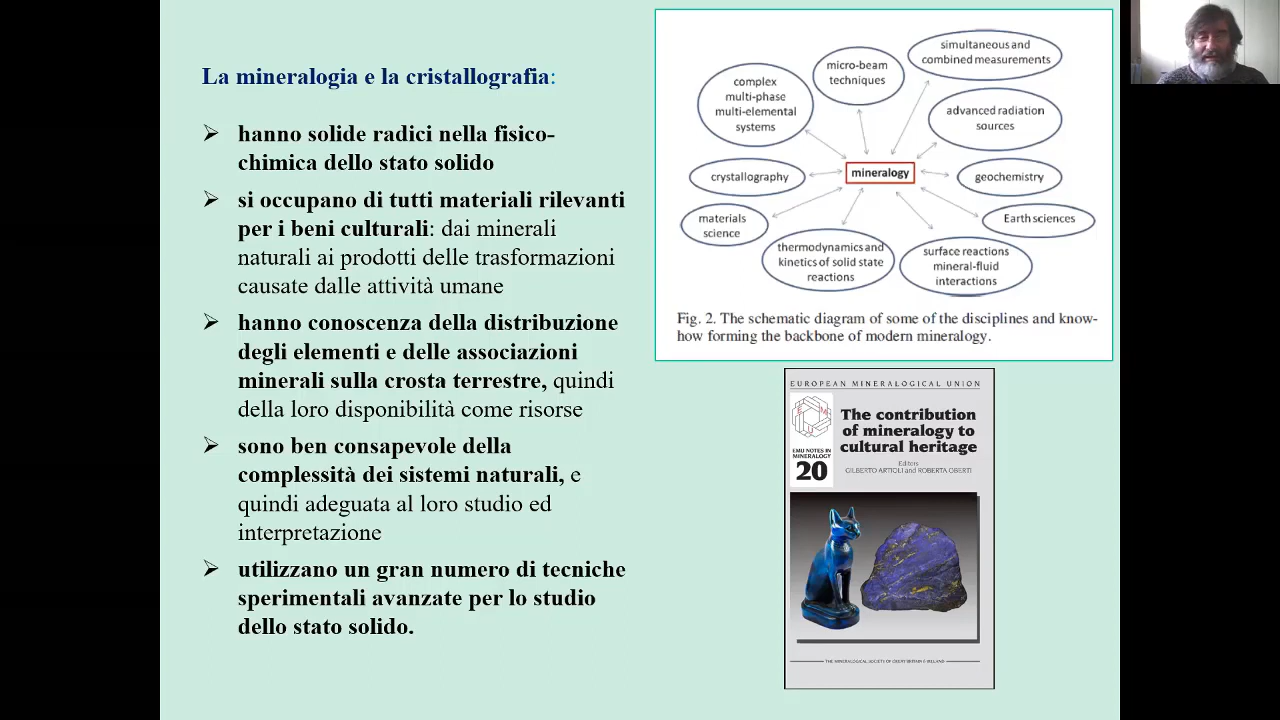 La mineralogia e la cristallografia:
hanno solide radici nella fisico-
chimica dello stato solido
si occupano di tutti materiali rilevanti
per i beni culturali: dai minerali
naturali ai prodotti delle trasformazioni
causate dalle attività umane
hanno conoscenza della distribuzione
degli elementi e delle associazioni
minerali sulla crosta terrestre, quindi
della loro disponibilità come risorse
sono ben consapevole della
complessità dei sistemi naturali, e
quindi adeguata al loro studio ed
interpretazione
utilizzano un gran numero di tecniche
sperimentali avanzate per lo studio
dello stato solido.
simultaneous and
combined measurements
micro-beam
techniques
complex
multi-phase
multi-elemental
systems
advanced radiation
sources
mineralogy
crystallography
geochemistry
materials
science
Earth sciences
thermodynamics and
kinetics of solid state
reactions
surface reactions
mineral-fluid
interactions
Fig. 2. The schematic diagram of some of the disciplines and know-
how forming the backbone of modern mineralogy.
EUROPEAN MINERALOGICAL UNION
The contribution
of mineralogy to
cultural heritage
Editors
GILBERTO ARTIOLI and ROBERTA OBERTI
EMU NOTES IN
MINERALOGY
20
THE MINERALOGICAL SOCIETY OF GREAT BRITAIN & IRELAND